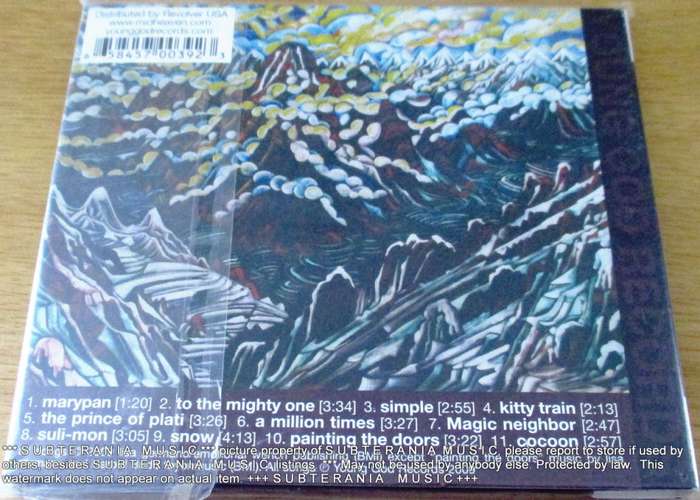 Distributed by Revolver USA
www.midheaven.com
younggodrecords.com
58457 00392
1. marypan [1:20] 2. to the mighty one [3:34] 3. simple [2:55] 4. kitty train [2:13]
5. the prince of plati [3:26] 6. a million times [3:27] 7. Magic neighbor [2:47]
8. suli-mon [3:05] 9. snow [4:13] 10. painting the doors [3:22] 11. cocoon [2:57]
*** S U B T E R A N I A M U S I C *** picture property of S U B T E R A N I A M U S I C, please report to store if used by
others, besides S U B T E R A N I A M U S I C listings. *** May not be used by anybody else. Protected by law. This
watermark does not appear on actual item. +++ S U B T E R A N I A M U S I C +++